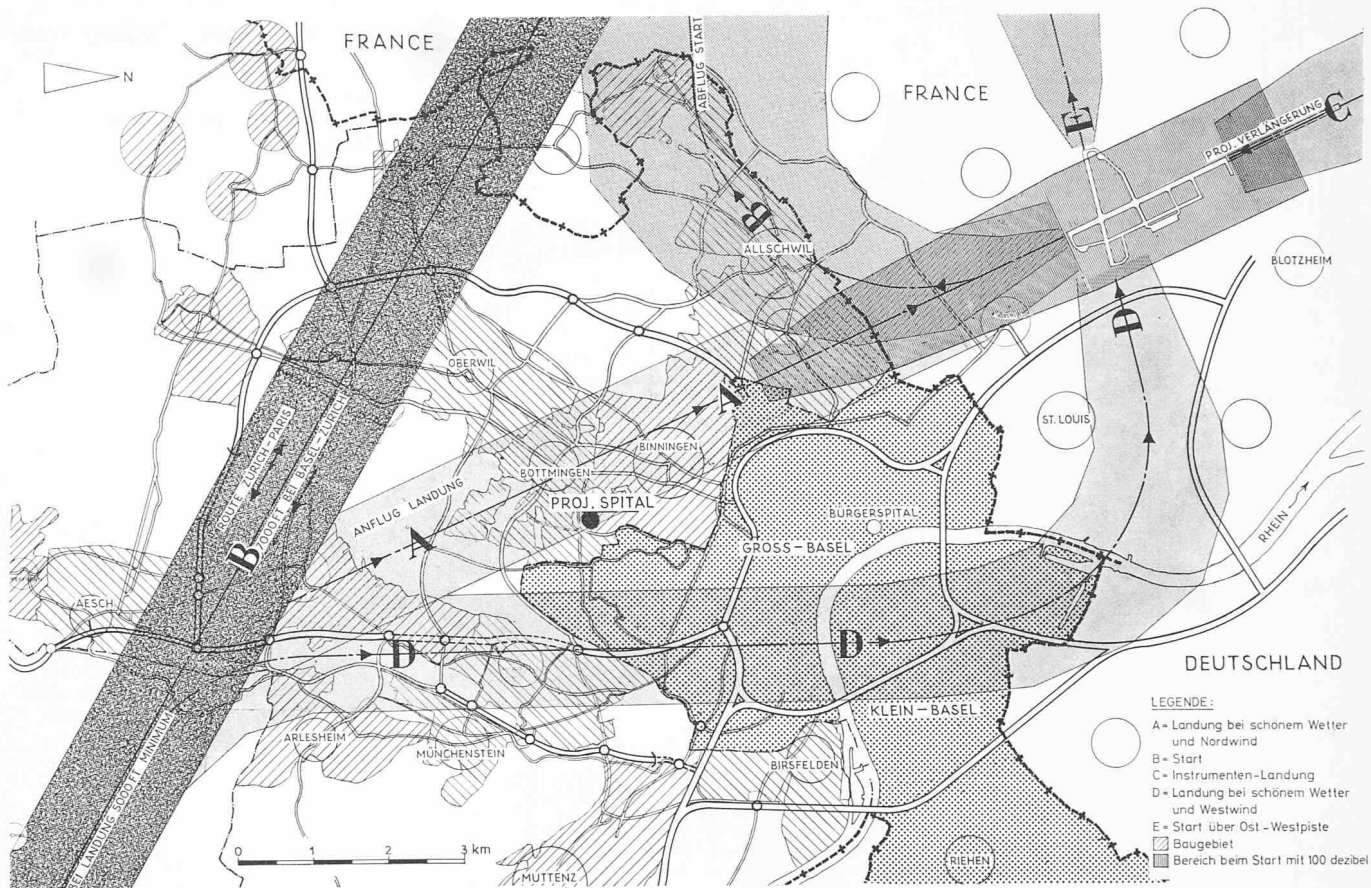 FRANCE
N
ABFLUG START
FRANCE
E
C
PROJ. VERLÄNGERUNG
B
ALLSCHWIL
BLOTZHEIM
D
OBERWIL
A
ST. LOUIS
BINNINGEN
BOTTMINGEN
ROUTE ZÜRICH-PARIS
7000 FT BEI BASEL-ZÜRICH
B
ANFLUG LANDUNG
PROJ. SPITAL
BÜRGERSPITAL
RHEIN
A
GROSS-BASEL
AESCH
D
D
DEUTSCHLAND
KLEIN-BASEL
BEI LANDUNG 5000 FT MINIMUM
ARLESHEIM
MÜNCHENSTEIN
BIRSFELDEN
0 1 2 3 km
MUTTENZ
RIEHEN
LEGENDE:
A = Landung bei schönem Wetter
und Nordwind
B = Start
C = Instrumenten-Landung
D = Landung bei schönem Wetter
und Westwind
E = Start über Ost-Westpiste
Baugebiet
Bereich beim Start mit 100 dezibel